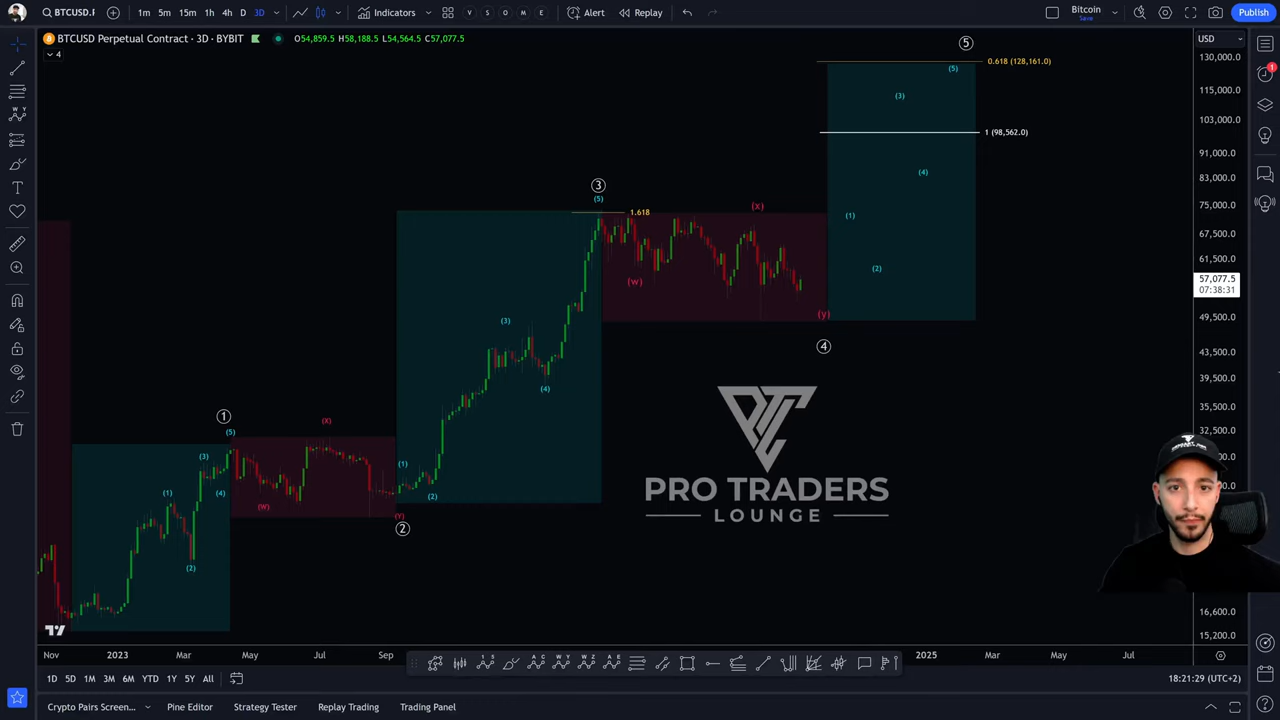 BTCUSD.P
1m 5m 15m 1h 4h D 3D
Indicators
V S O M E
Alert
Replay
Bitcoin
Save
Publish
BTCUSD Perpetual Contract · 3D · BYBIT
O54,859.5 H58,188.5 L54,564.5 C57,077.5
4
USD
5
0.618 (128,161.0)
130,000.0
(5)
(3)
115,000.0
103,000.0
1 (98,562.0)
91,000.0
(4)
83,000.0
3
(5)
75,000.0
1.618
(x)
(1)
67,500.0
61,500.0
(2)
(w)
57,077.5
07:38:31
(y)
49,500.0
(3)
4
43,500.0
(4)
39,500.0
35,500.0
1
(X)
(5)
32,500.0
(3)
(1)
(1)
(4)
(2)
(W)
(Y)
2
(2)
PRO TRADERS
LOUNGE
16,600.0
15,200.0
Nov 2023 Mar May Jul Sep 2025 Mar May Jul
1D 5D 1M 3M 6M YTD 1Y 5Y All
18:21:29 (UTC+2)
Crypto Pairs Screen... Pine Editor Strategy Tester Replay Trading Trading Panel